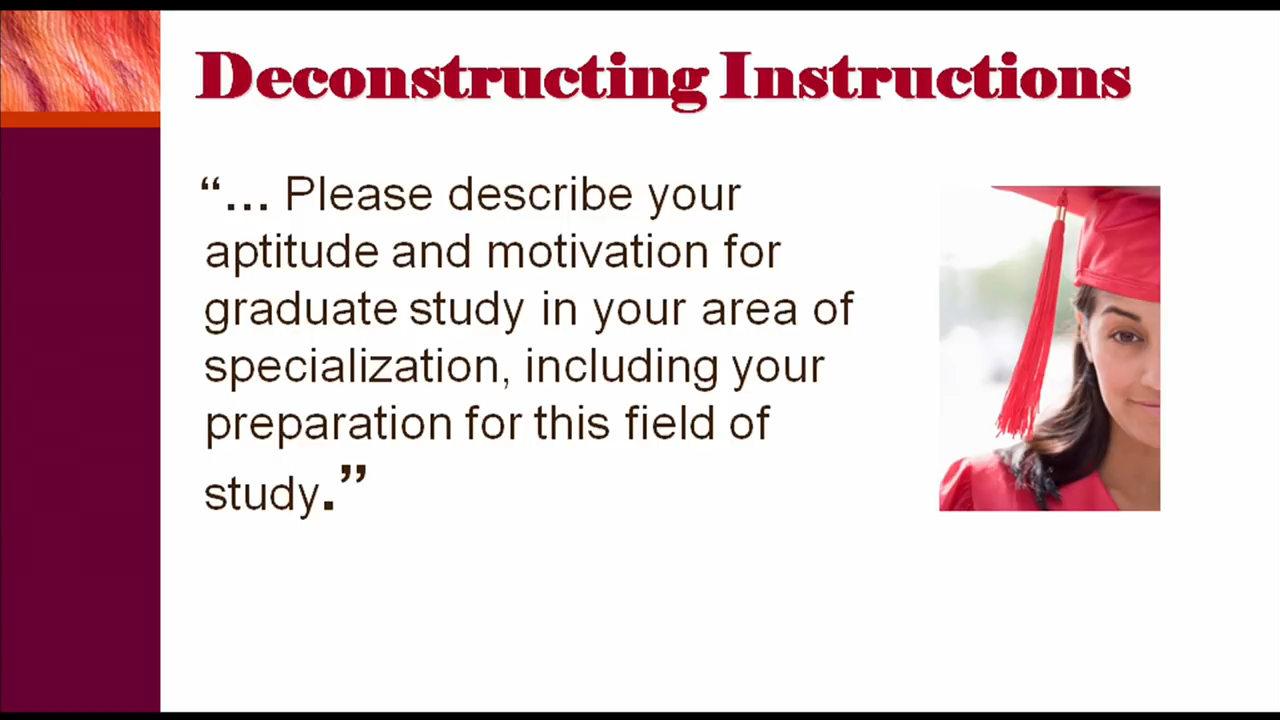 Deconstructing Instructions
“... Please describe your
aptitude and motivation for
graduate study in your area of
specialization, including your
preparation for this field of
study.”